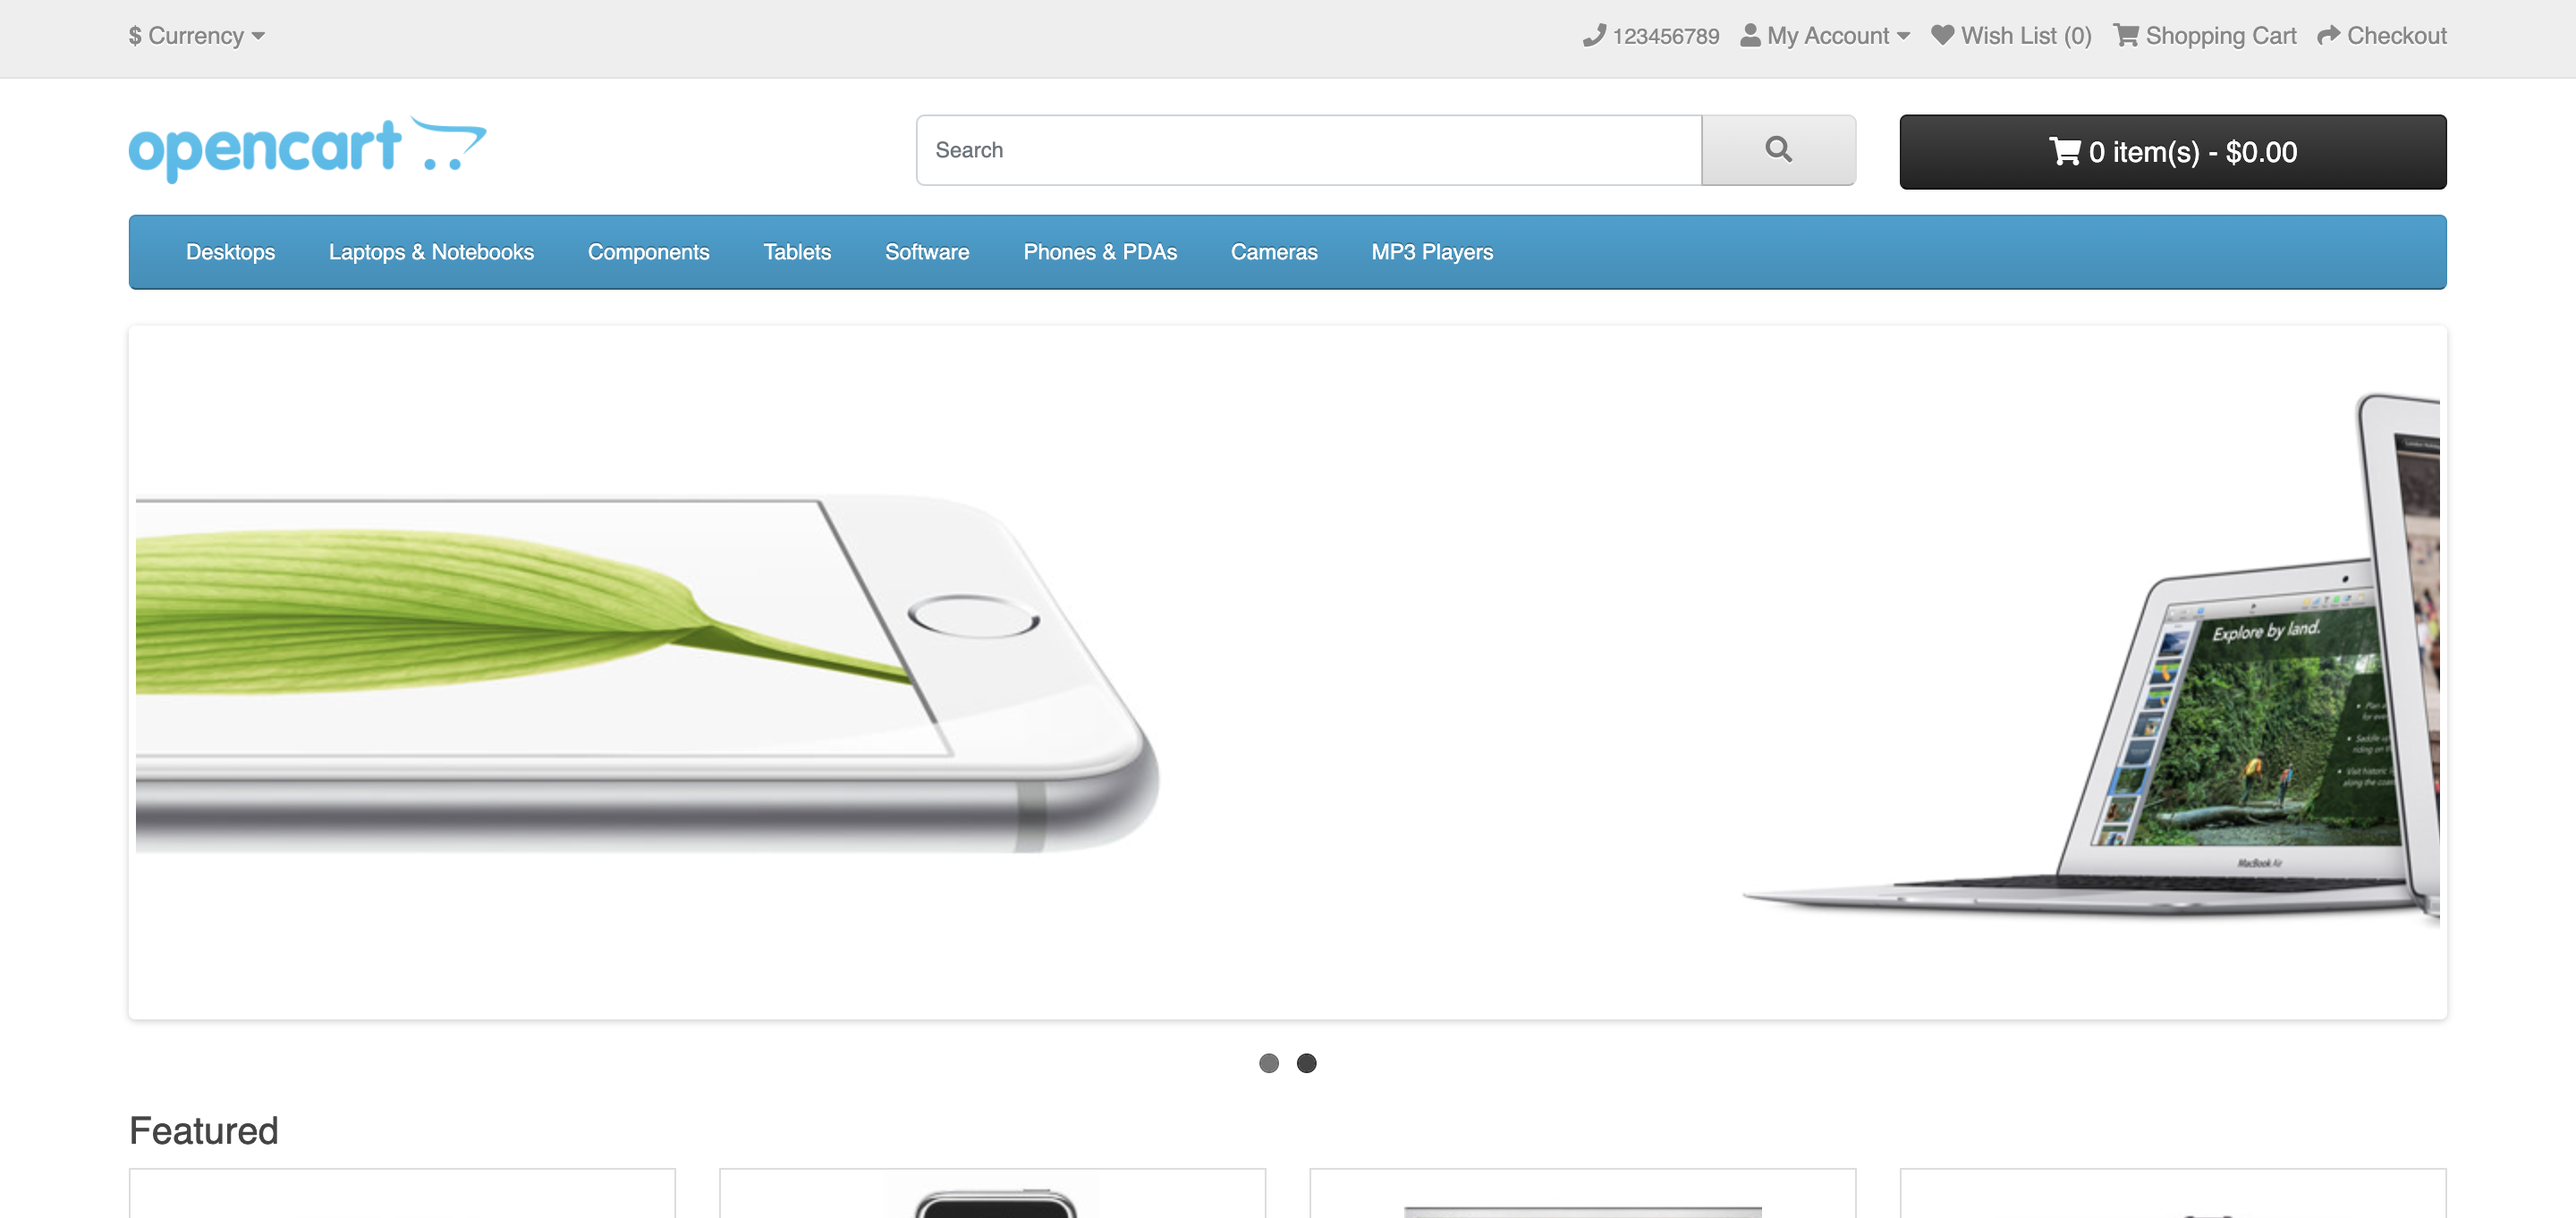 $ Currency
123456789 My Account Wish List (0) Shopping Cart Checkout
opencart
Search
0 item(s) - $0.00
Desktops Laptops & Notebooks Components Tablets Software Phones & PDAs Cameras MP3 Players
Explore by land.
MacBook Air
Featured